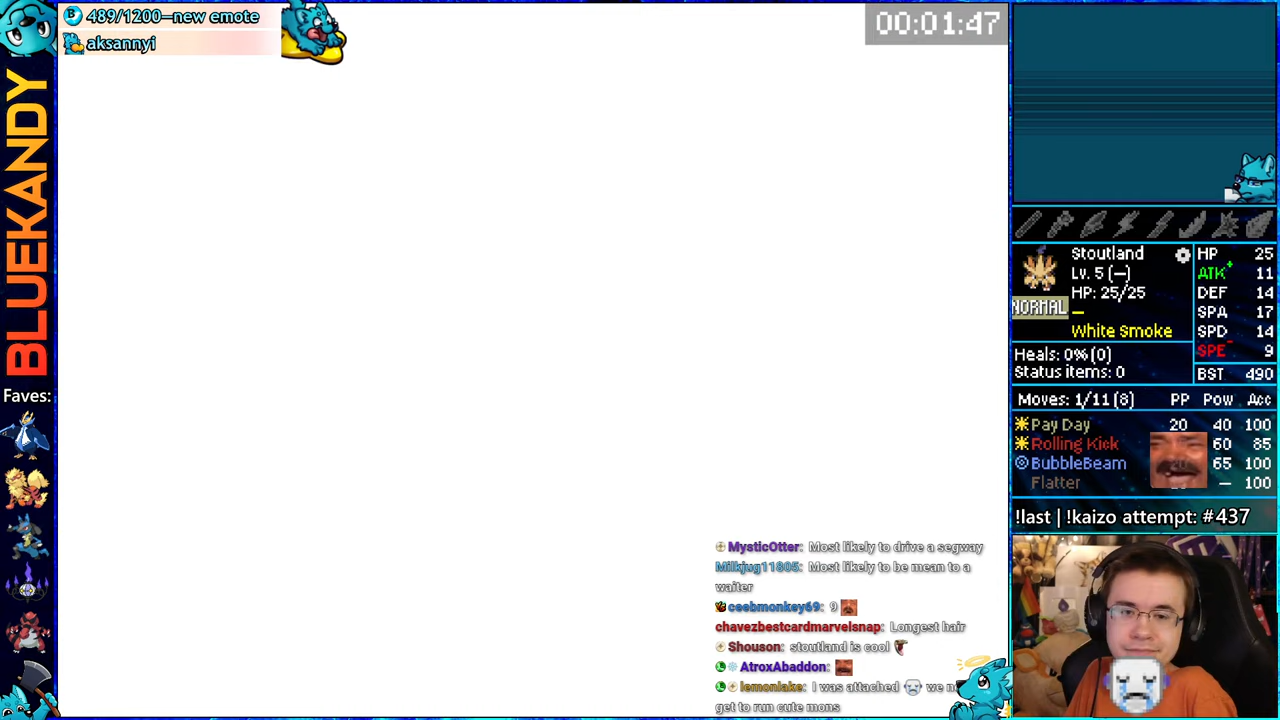 489/1200—new emote
aksannyi
00:01:47
BLUEKANDY
Faves:
Stoutland
Lv. 5 (—)
HP: 25/25
NORMAL
—
White Smoke
Heals: 0% (0)
Status items: 0
HP 25
ATK+ 11
DEF 14
SPA 17
SPD 14
SPE- 9
BST 490
Moves: 1/11 (8) PP Pow Acc
Pay Day 20 40 100
Rolling Kick 60 85
BubbleBeam 65 100
Flatter — 100
!last | !kaizo attempt: #437
MysticOtter: Most likely to drive a segway
Milkjug11805: Most likely to be mean to a
waiter
ceebmonkey69: 9
chavezbestcardmarvelsnap: Longest hair
Shouson: stoutland is cool
AtroxAbaddon:
lemonlake: I was attached we
get to run cute mons